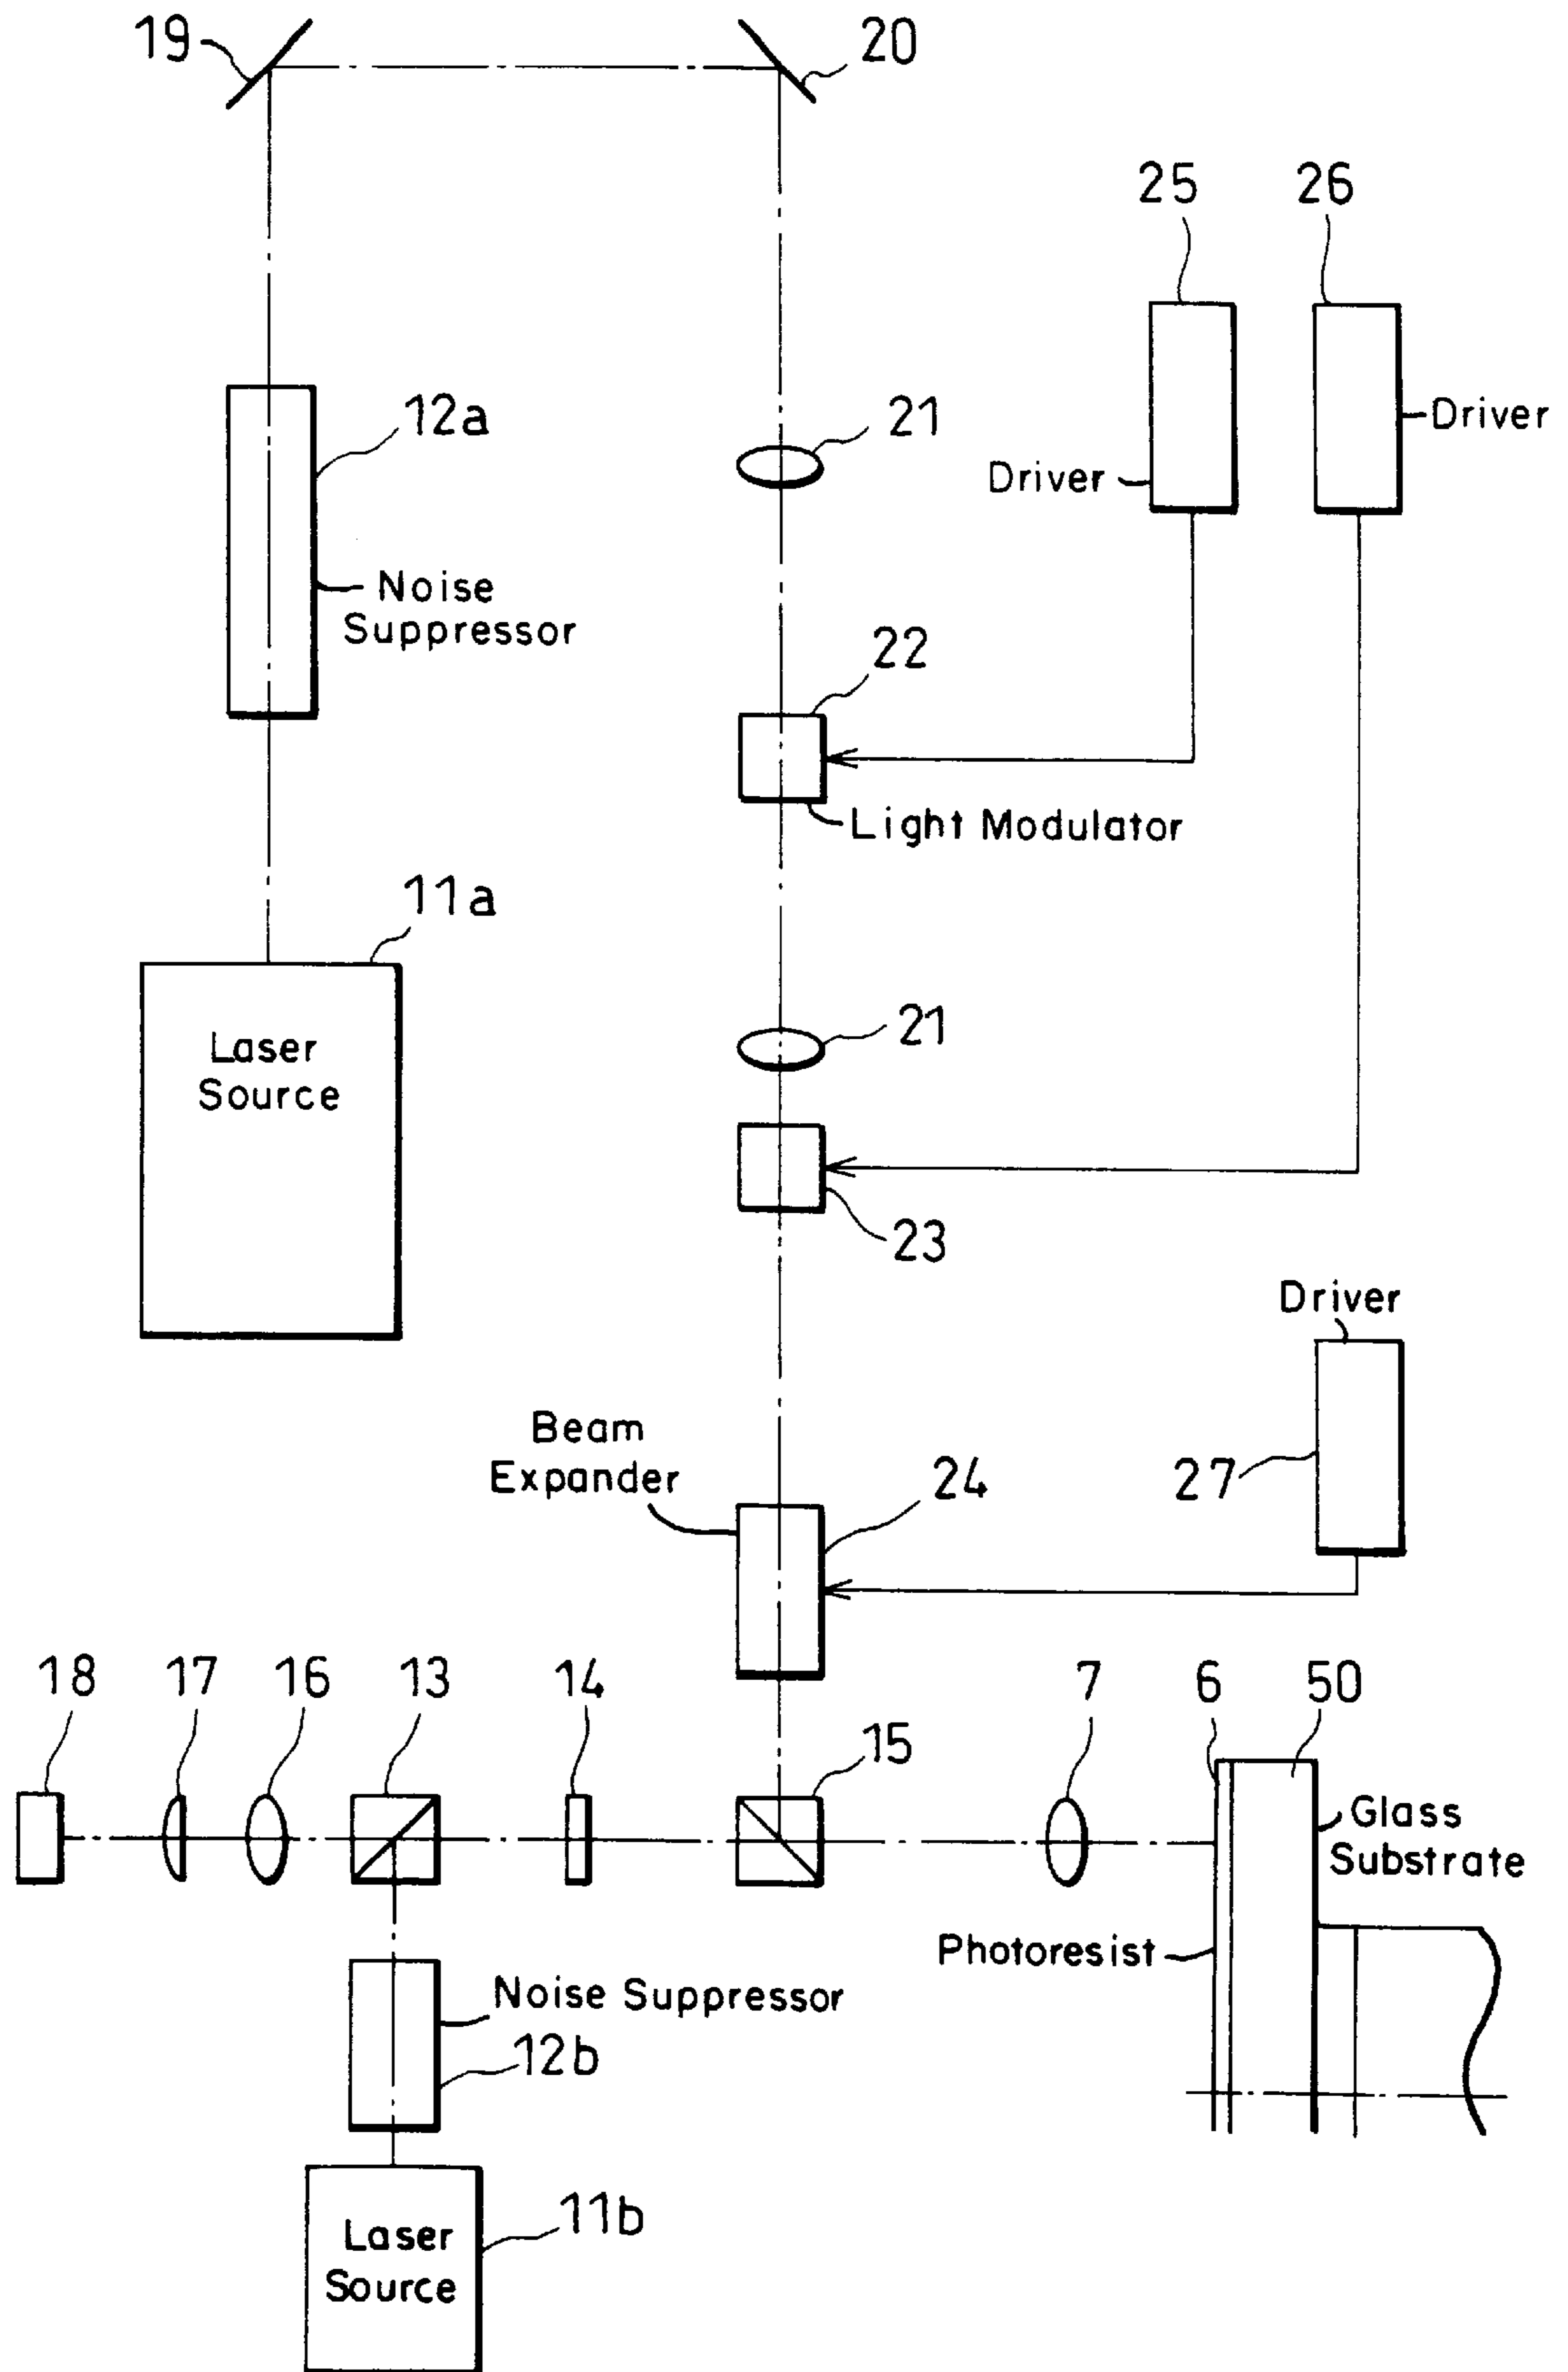 19
20
25
26
12a
21
Driver
Driver
Noise
Suppressor
22
Light Modulator
11a
Laser
Source
21
23
Driver
Beam
Expander
24
27
18
17
16
13
14
15
7
6
50
Glass
Substrate
Photoresist
Noise Suppressor
12b
11b
Laser
Source